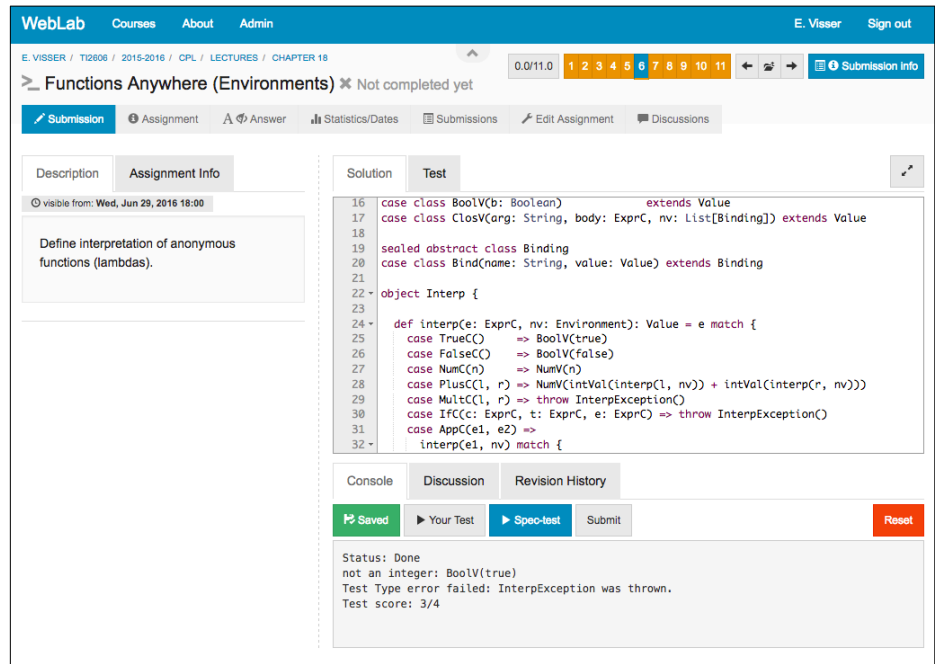 WebLab Courses About Admin E. Visser Sign out
E. VISSER / TI2606 / 2015-2016 / CPL / LECTURES / CHAPTER 18
Functions Anywhere (Environments) Not completed yet
0.0/11.0 1 2 3 4 5 6 7 8 9 10 11 Submission Info
Submission Assignment Answer Statistics/Dates Submissions Edit Assignment Discussions
Description Assignment Info
visible from: Wed, Jun 29, 2016 18:00
Define interpretation of anonymous
functions (lambdas).
Solution Test
16 case class BoolV(b: Boolean) extends Value
17 case class ClosV(arg: String, body: ExprC, nv: List[Binding]) extends Value
18
19 sealed abstract class Binding
20 case class Bind(name: String, value: Value) extends Binding
21
22 object Interp {
23
24 def interp(e: ExprC, nv: Environment): Value = e match {
25 case TrueC() => BoolV(true)
26 case FalseC() => BoolV(false)
27 case NumC(n) => NumV(n)
28 case PlusC(l, r) => NumV(intVal(interp(l, nv)) + intVal(interp(r, nv)))
29 case MultC(l, r) => throw InterpException()
30 case IfC(c: ExprC, t: ExprC, e: ExprC) => throw InterpException()
31 case AppC(e1, e2) =>
32 interp(e1, nv) match {
Console Discussion Revision History
Saved Your Test Spec-test Submit Reset
Status: Done
not an integer: BoolV(true)
Test Type error failed: InterpException was thrown.
Test score: 3/4